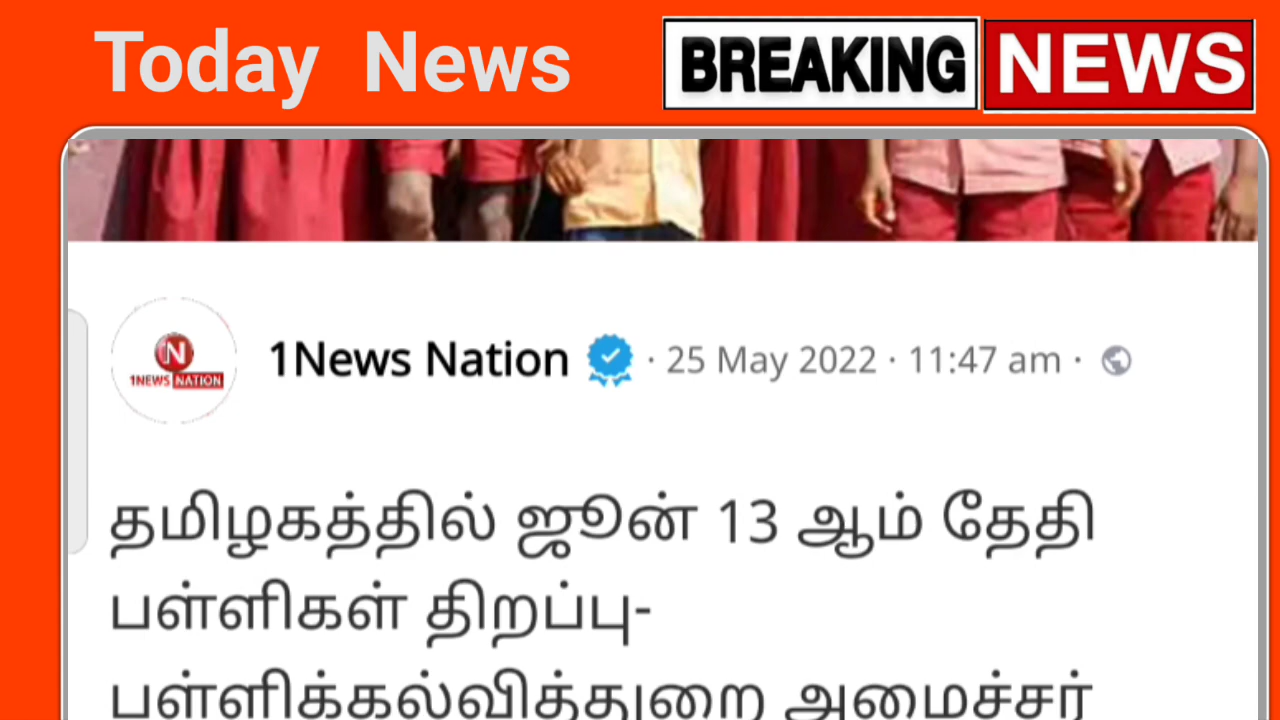 Today News BREAKING NEWS
N
1NEWS NATION
1News Nation · 25 May 2022 · 11:47 am ·
தமிழகத்தில் ஜூன் 13 ஆம் தேதி
பள்ளிகள் திறப்பு-
பள்ளிக்கல்வித்துறை அமைச்சர்